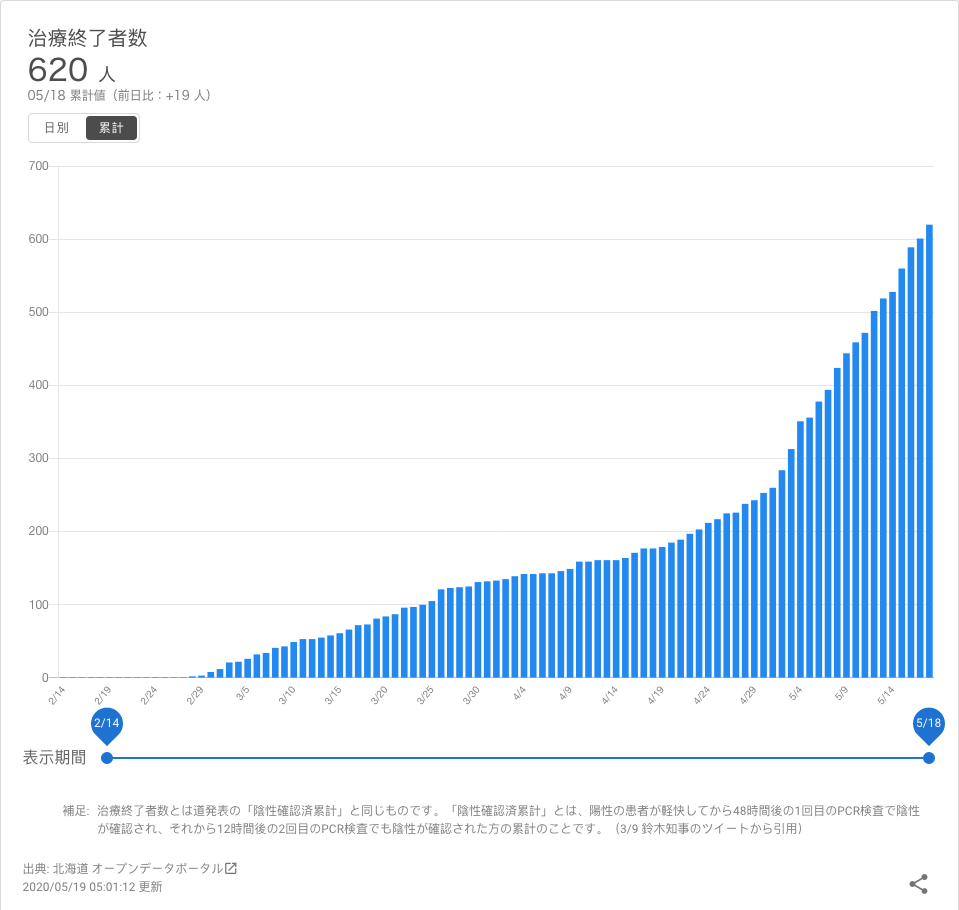 治療終了者数
620 人
05/18 累計値（前日比：+19 人）
日別 累計
700
600
500
400
300
200
100
0
2/14 2/19 2/24 2/29 3/5 3/10 3/15 3/20 3/25 3/30 4/4 4/9 4/14 4/19 4/24 4/29 5/4 5/9 5/14
2/14 5/18
表示期間
補足: 治療終了者数とは道発表の「陰性確認済累計」と同じものです。「陰性確認済累計」とは、陽性の患者が軽快してから48時間後の1回目のPCR検査で陰性
が確認され、それから12時間後の2回目のPCR検査でも陰性が確認された方の累計のことです。（3/9 鈴木知事のツイートから引用）
出典: 北海道 オープンデータポータル
2020/05/19 05:01:12 更新